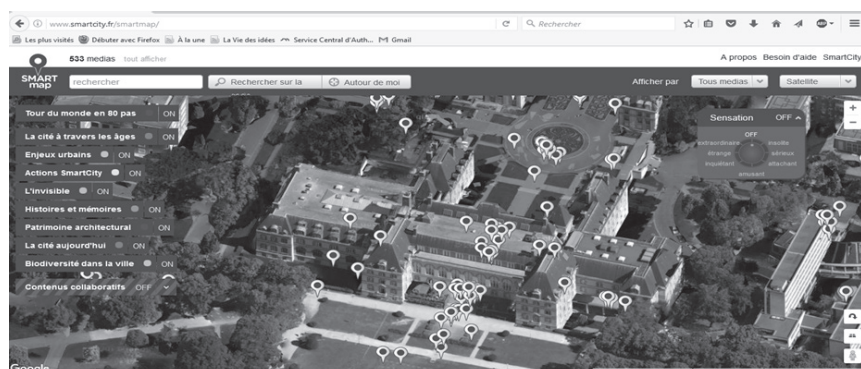 www.smartcity.fr/smartmap/
Rechercher
Les plus visités Débuter avec Firefox À la une La Vie des idées Service Central d'Auth... Gmail
533 medias tout afficher
A propos Besoin d'aide SmartCity
SMART
map
rechercher
Rechercher sur la
Autour de moi
Afficher par
Tous medias
Satellite
Tour du monde en 80 pas ON
La cité à travers les âges ON
Enjeux urbains ON
Actions SmartCity ON
L'invisible ON
Histoires et mémoires ON
Patrimoine architectural ON
La cité aujourd'hui ON
Biodiversité dans la ville ON
Contenus collaboratifs OFF
Sensation OFF
OFF
extraordinaire insolite
étrange sérieux
inquiétant attachant
amusant
Google